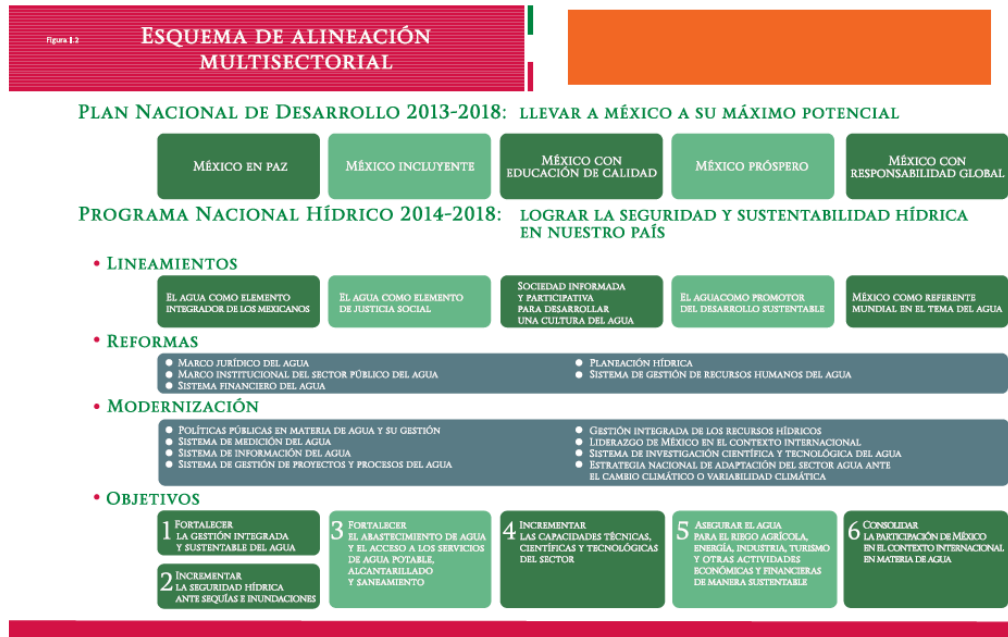 Figura 1.2
ESQUEMA DE ALINEACIÓN
MULTISECTORIAL
PLAN NACIONAL DE DESARROLLO 2013-2018: LLEVAR A MÉXICO A SU MÁXIMO POTENCIAL
MÉXICO EN PAZ
MÉXICO INCLUYENTE
MÉXICO CON
EDUCACIÓN DE CALIDAD
MÉXICO PRÓSPERO
MÉXICO CON
RESPONSABILIDAD GLOBAL
PROGRAMA NACIONAL HÍDRICO 2014-2018: LOGRAR LA SEGURIDAD Y SUSTENTABILIDAD HÍDRICA
EN NUESTRO PAÍS
• LINEAMIENTOS
EL AGUA COMO ELEMENTO
INTEGRADOR DE LOS MEXICANOS
EL AGUA COMO ELEMENTO
DE JUSTICIA SOCIAL
SOCIEDAD INFORMADA
Y PARTICIPATIVA
PARA DESARROLLAR
UNA CULTURA DEL AGUA
EL AGUACOMO PROMOTOR
DEL DESARROLLO SUSTENTABLE
MÉXICO COMO REFERENTE
MUNDIAL EN EL TEMA DEL AGUA
• REFORMAS
● MARCO JURÍDICO DEL AGUA
● MARCO INSTITUCIONAL DEL SECTOR PÚBLICO DEL AGUA
● SISTEMA FINANCIERO DEL AGUA
● PLANEACIÓN HÍDRICA
● SISTEMA DE GESTIÓN DE RECURSOS HUMANOS DEL AGUA
• MODERNIZACIÓN
● POLÍTICAS PÚBLICAS EN MATERIA DE AGUA Y SU GESTIÓN
● SISTEMA DE MEDICIÓN DEL AGUA
● SISTEMA DE INFORMACIÓN DEL AGUA
● SISTEMA DE GESTIÓN DE PROYECTOS Y PROCESOS DEL AGUA
● GESTIÓN INTEGRADA DE LOS RECURSOS HÍDRICOS
● LIDERAZGO DE MÉXICO EN EL CONTEXTO INTERNACIONAL
● SISTEMA DE INVESTIGACIÓN CIENTÍFICA Y TECNOLÓGICA DEL AGUA
● ESTRATEGIA NACIONAL DE ADAPTACIÓN DEL SECTOR AGUA ANTE
EL CAMBIO CLIMÁTICO O VARIABILIDAD CLIMÁTICA
• OBJETIVOS
1 FORTALECER
LA GESTIÓN INTEGRADA
Y SUSTENTABLE DEL AGUA
2 INCREMENTAR
LA SEGURIDAD HÍDRICA
ANTE SEQUÍAS E INUNDACIONES
3 FORTALECER
EL ABASTECIMIENTO DE AGUA
Y EL ACCESO A LOS SERVICIOS
DE AGUA POTABLE,
ALCANTARILLADO
Y SANEAMIENTO
4 INCREMENTAR
LAS CAPACIDADES TÉCNICAS,
CIENTÍFICAS Y TECNOLÓGICAS
DEL SECTOR
5 ASEGURAR EL AGUA
PARA EL RIEGO AGRÍCOLA,
ENERGÍA, INDUSTRIA, TURISMO
Y OTRAS ACTIVIDADES
ECONÓMICAS Y FINANCIERAS
DE MANERA SUSTENTABLE
6 CONSOLIDAR
LA PARTICIPACIÓN DE MÉXICO
EN EL CONTEXTO INTERNACIONAL
EN MATERIA DE AGUA